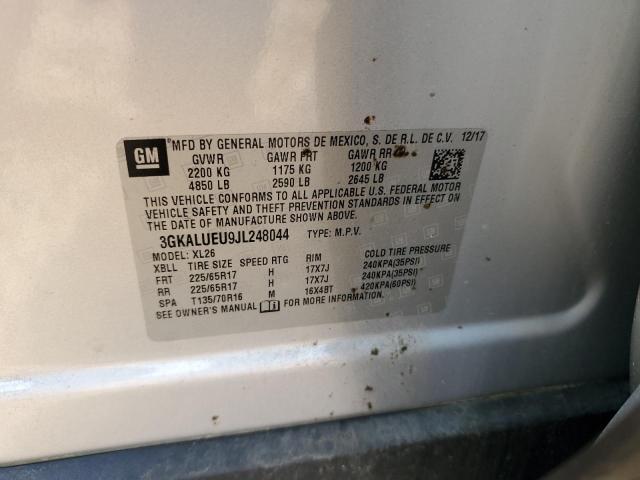 GM
*MFD BY GENERAL MOTORS DE MEXICO, S. DE R.L. DE C.V. 12/17
GVWR GAWR FRT GAWR RR
2200 KG 1175 KG 1200 KG
4850 LB 2590 LB 2645 LB
THIS VEHICLE CONFORMS TO ALL APPLICABLE U.S. FEDERAL MOTOR
VEHICLE SAFETY AND THEFT PREVENTION STANDARDS IN EFFECT ON
THE DATE OF MANUFACTURE SHOWN ABOVE.
3GKALUEU9JL248044 TYPE: M.P.V.
MODEL: XL26
XBLL TIRE SIZE SPEED RTG RIM COLD TIRE PRESSURE
FRT 225/65R17 H 17X7J 240KPA(35PSI)
RR 225/65R17 H 17X7J 240KPA(35PSI)
SPA T135/70R16 M 16X4BT 420KPA(60PSI)
SEE OWNER'S MANUAL FOR MORE INFORMATION.